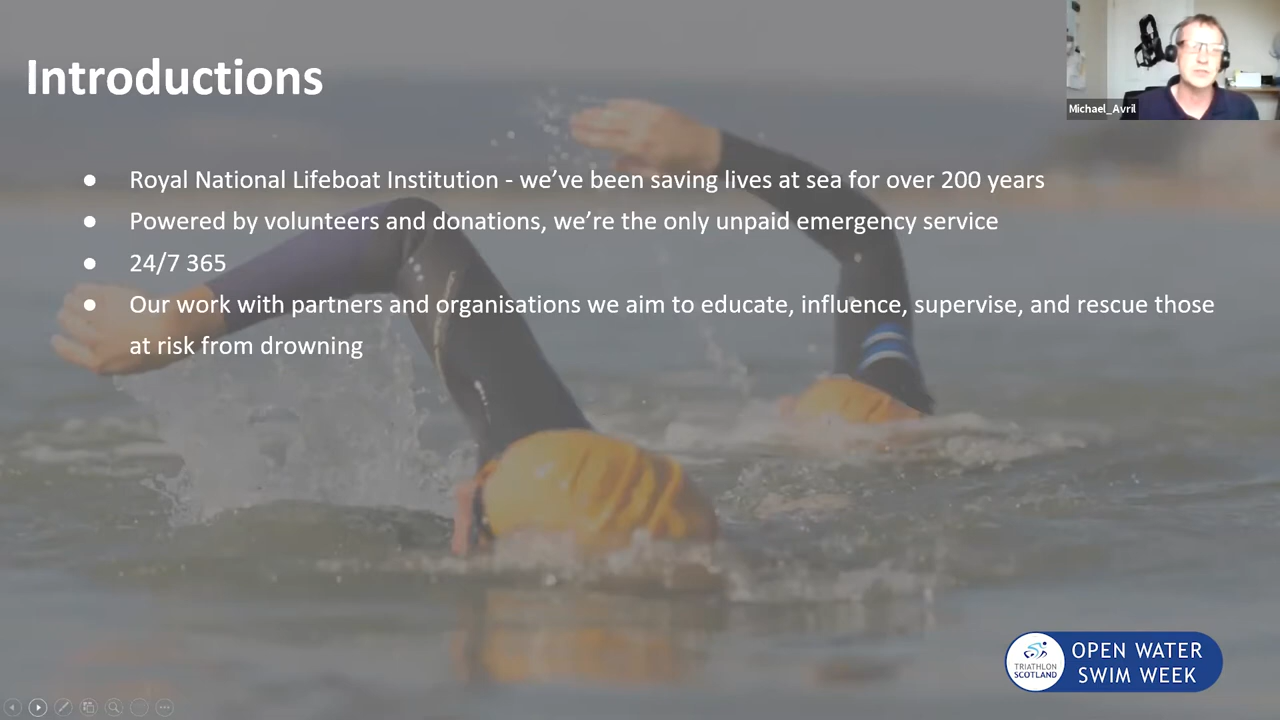 Introductions
Michael_Avril
● Royal National Lifeboat Institution - we’ve been saving lives at sea for over 200 years
● Powered by volunteers and donations, we’re the only unpaid emergency service
● 24/7 365
● Our work with partners and organisations we aim to educate, influence, supervise, and rescue those
at risk from drowning
TRIATHLON
SCOTLAND
OPEN WATER
SWIM WEEK